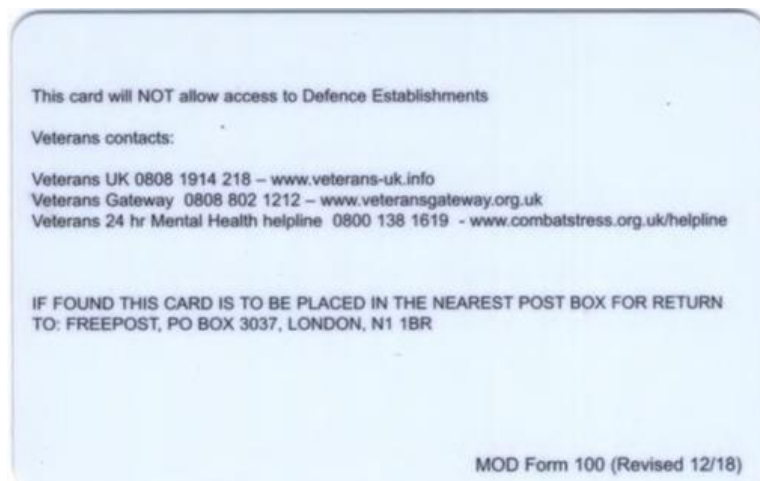 This card will NOT allow access to Defence Establishments
Veterans contacts:
Veterans UK 0808 1914 218 – www.veterans-uk.info
Veterans Gateway 0808 802 1212 – www.veteransgateway.org.uk
Veterans 24 hr Mental Health helpline 0800 138 1619 - www.combatstress.org.uk/helpline
IF FOUND THIS CARD IS TO BE PLACED IN THE NEAREST POST BOX FOR RETURN
TO: FREEPOST, PO BOX 3037, LONDON, N1 1BR
MOD Form 100 (Revised 12/18)